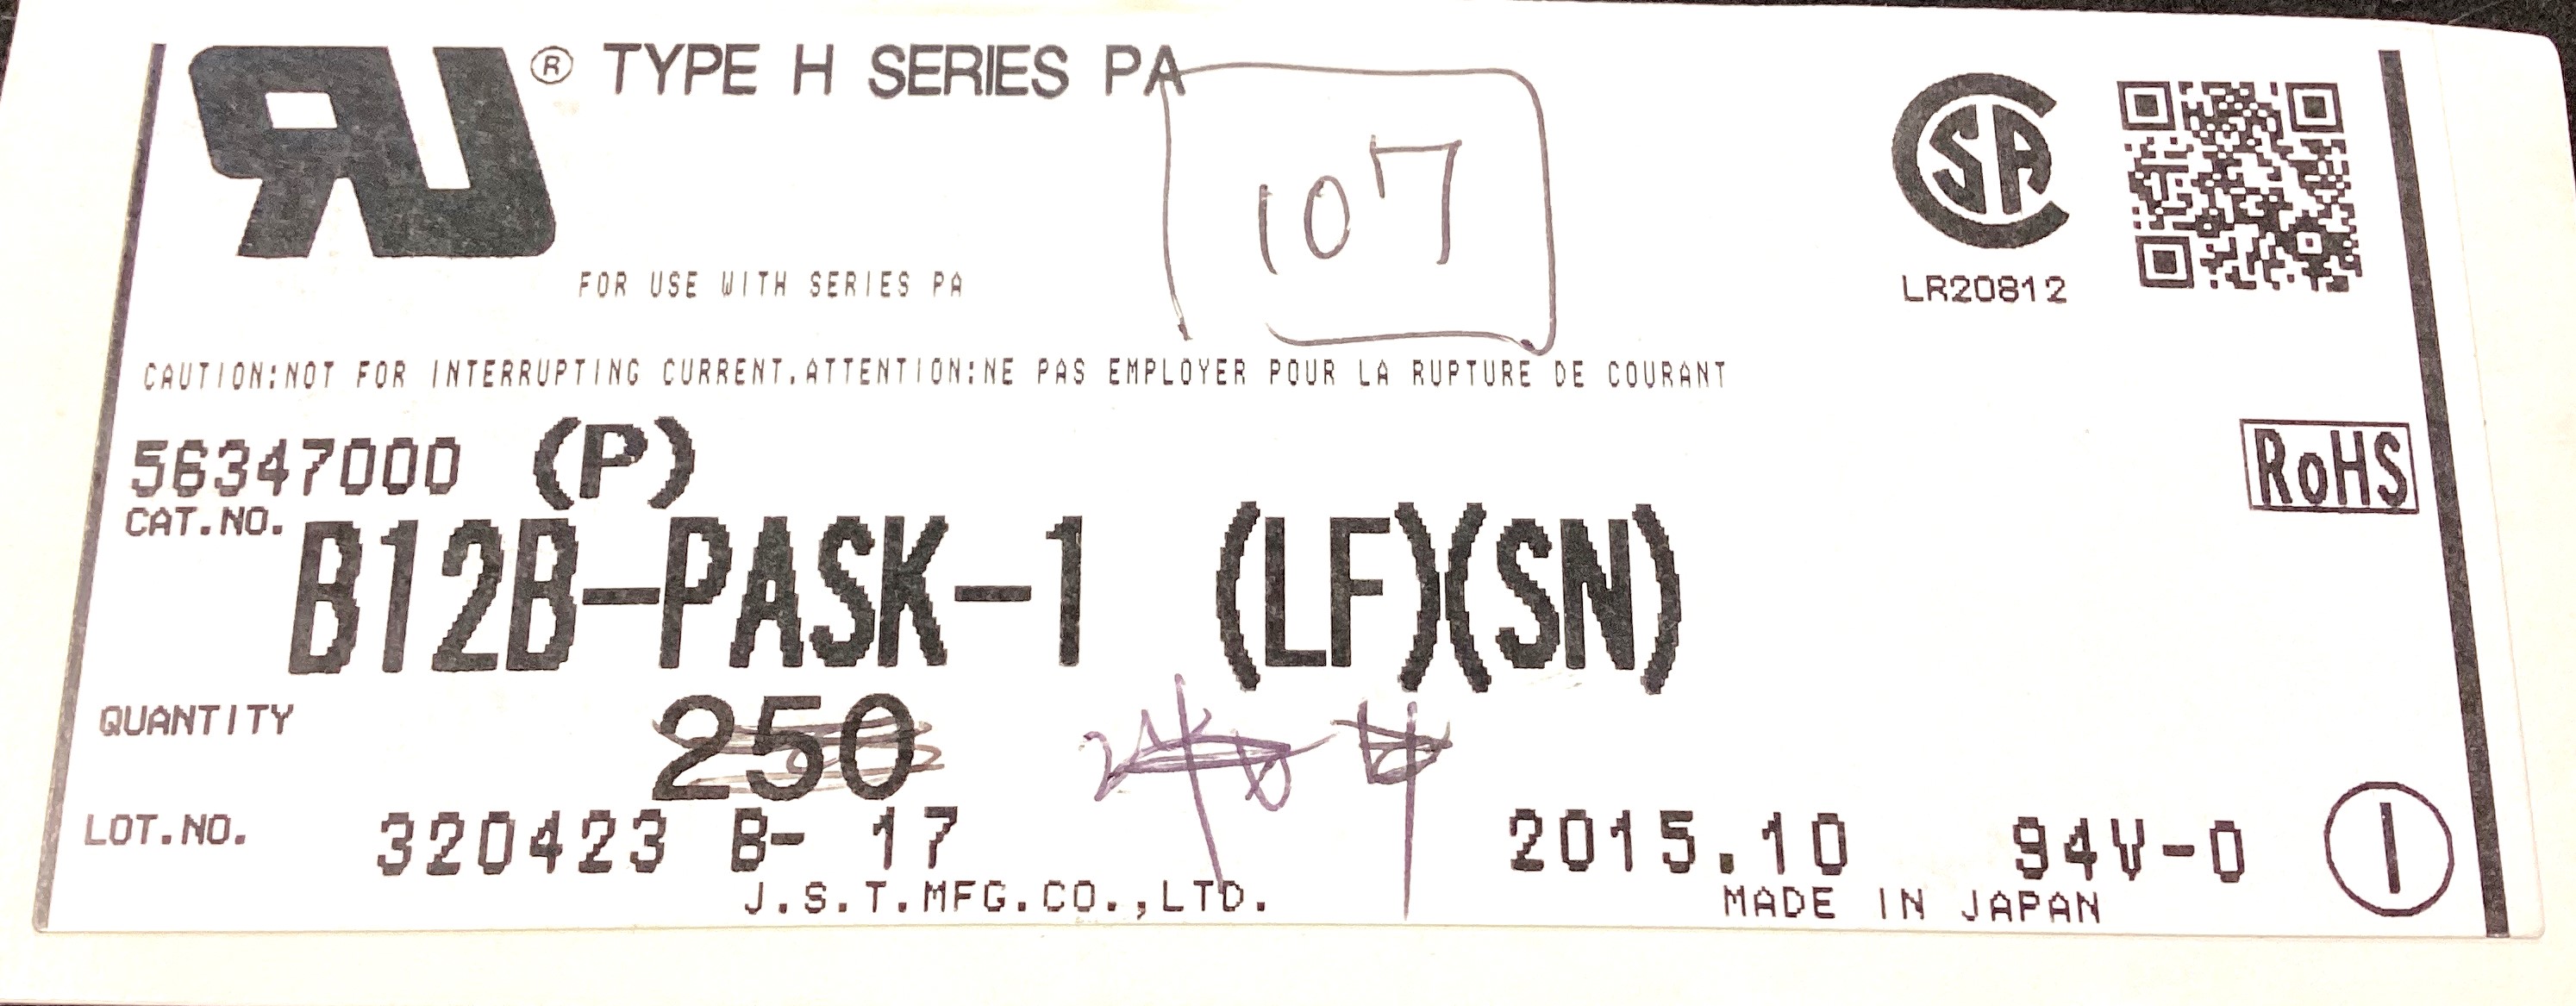 ® TYPE H SERIES PA
107
FOR USE WITH SERIES PA
CSA
LR20812
CAUTION:NOT FOR INTERRUPTING CURRENT.ATTENTION:NE PAS EMPLOYER POUR LA RUPTURE DE COURANT
56347000 (P)
RoHS
CAT.NO. B12B-PASK-1 (LF)(SN)
QUANTITY 250
LOT.NO. 320423 B- 17 2015.10 94V-0 1
J.S.T.MFG.CO.,LTD. MADE IN JAPAN